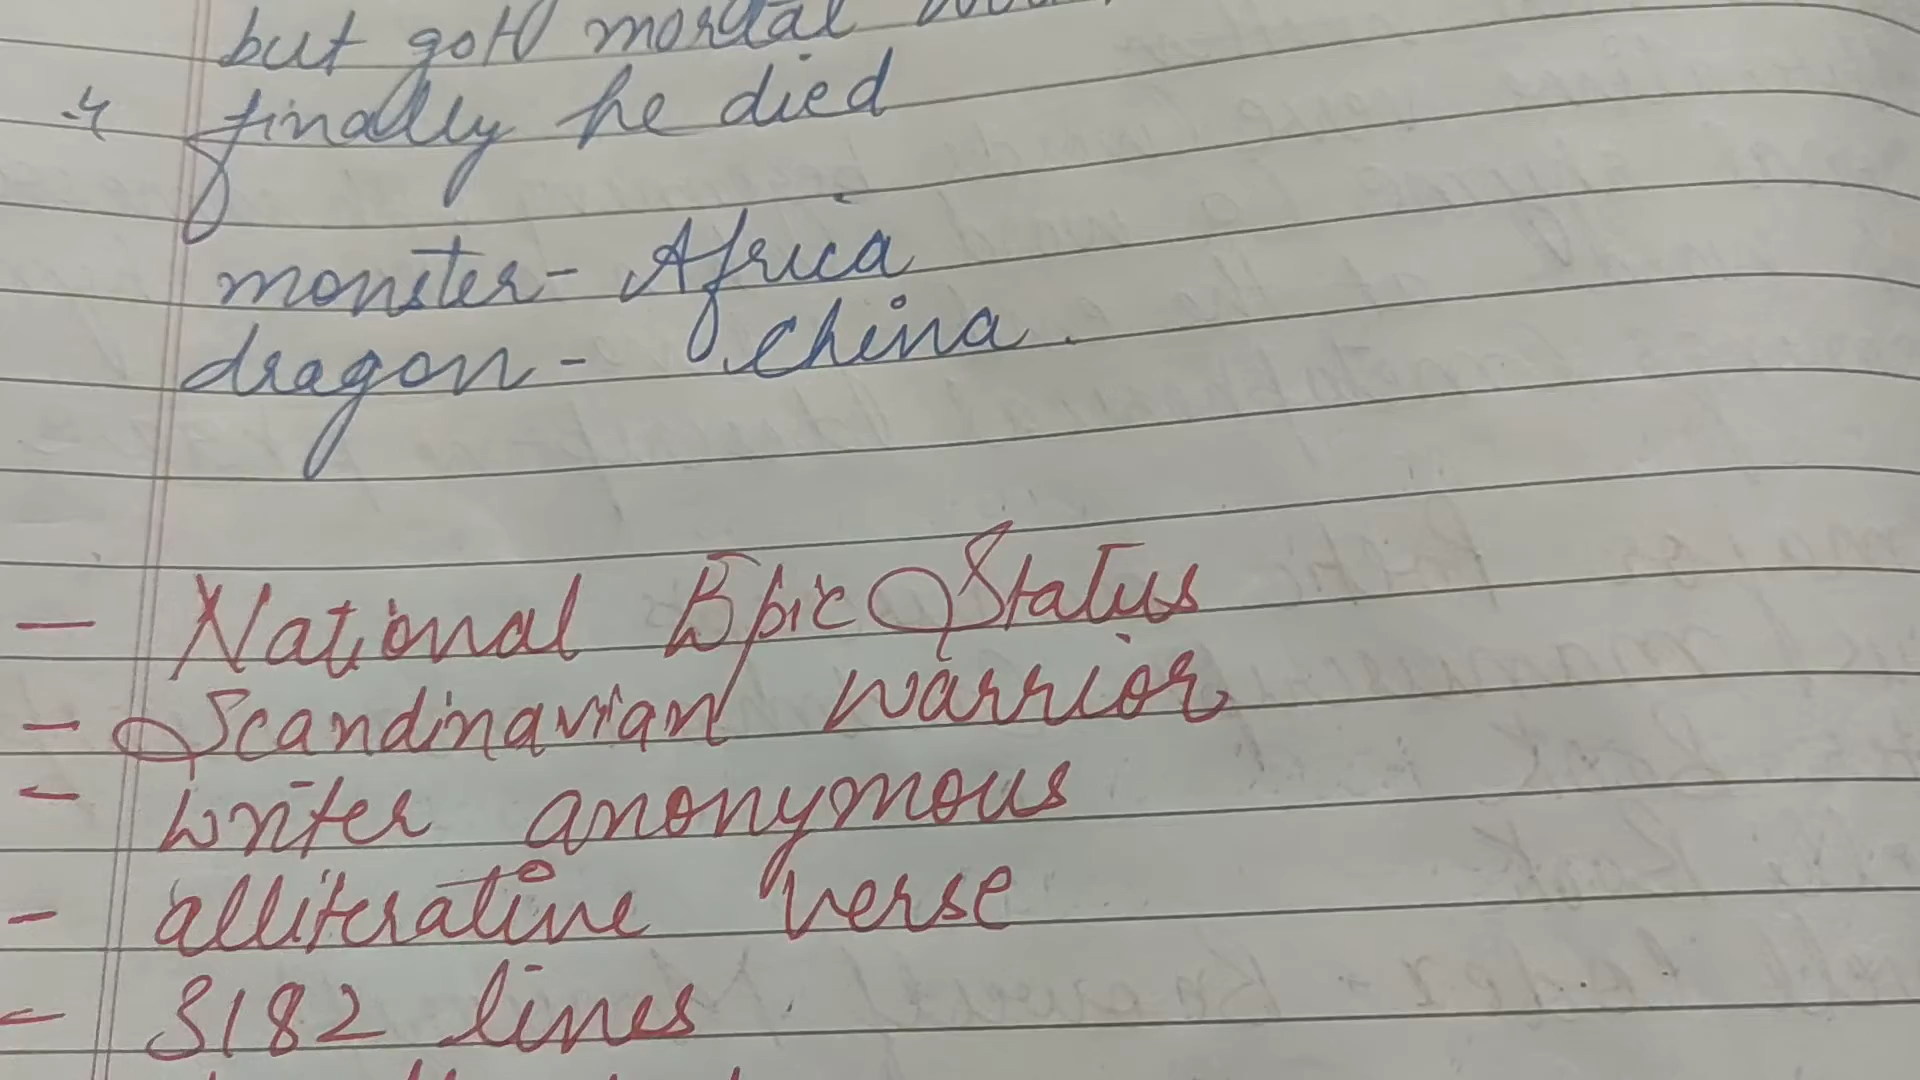 but got mortal
finally he died
monster - Africa
dragon - China.
- National Epic Status
- Scandinavian warrior
- writer anonymous
- alliterative verse
- 3182 lines